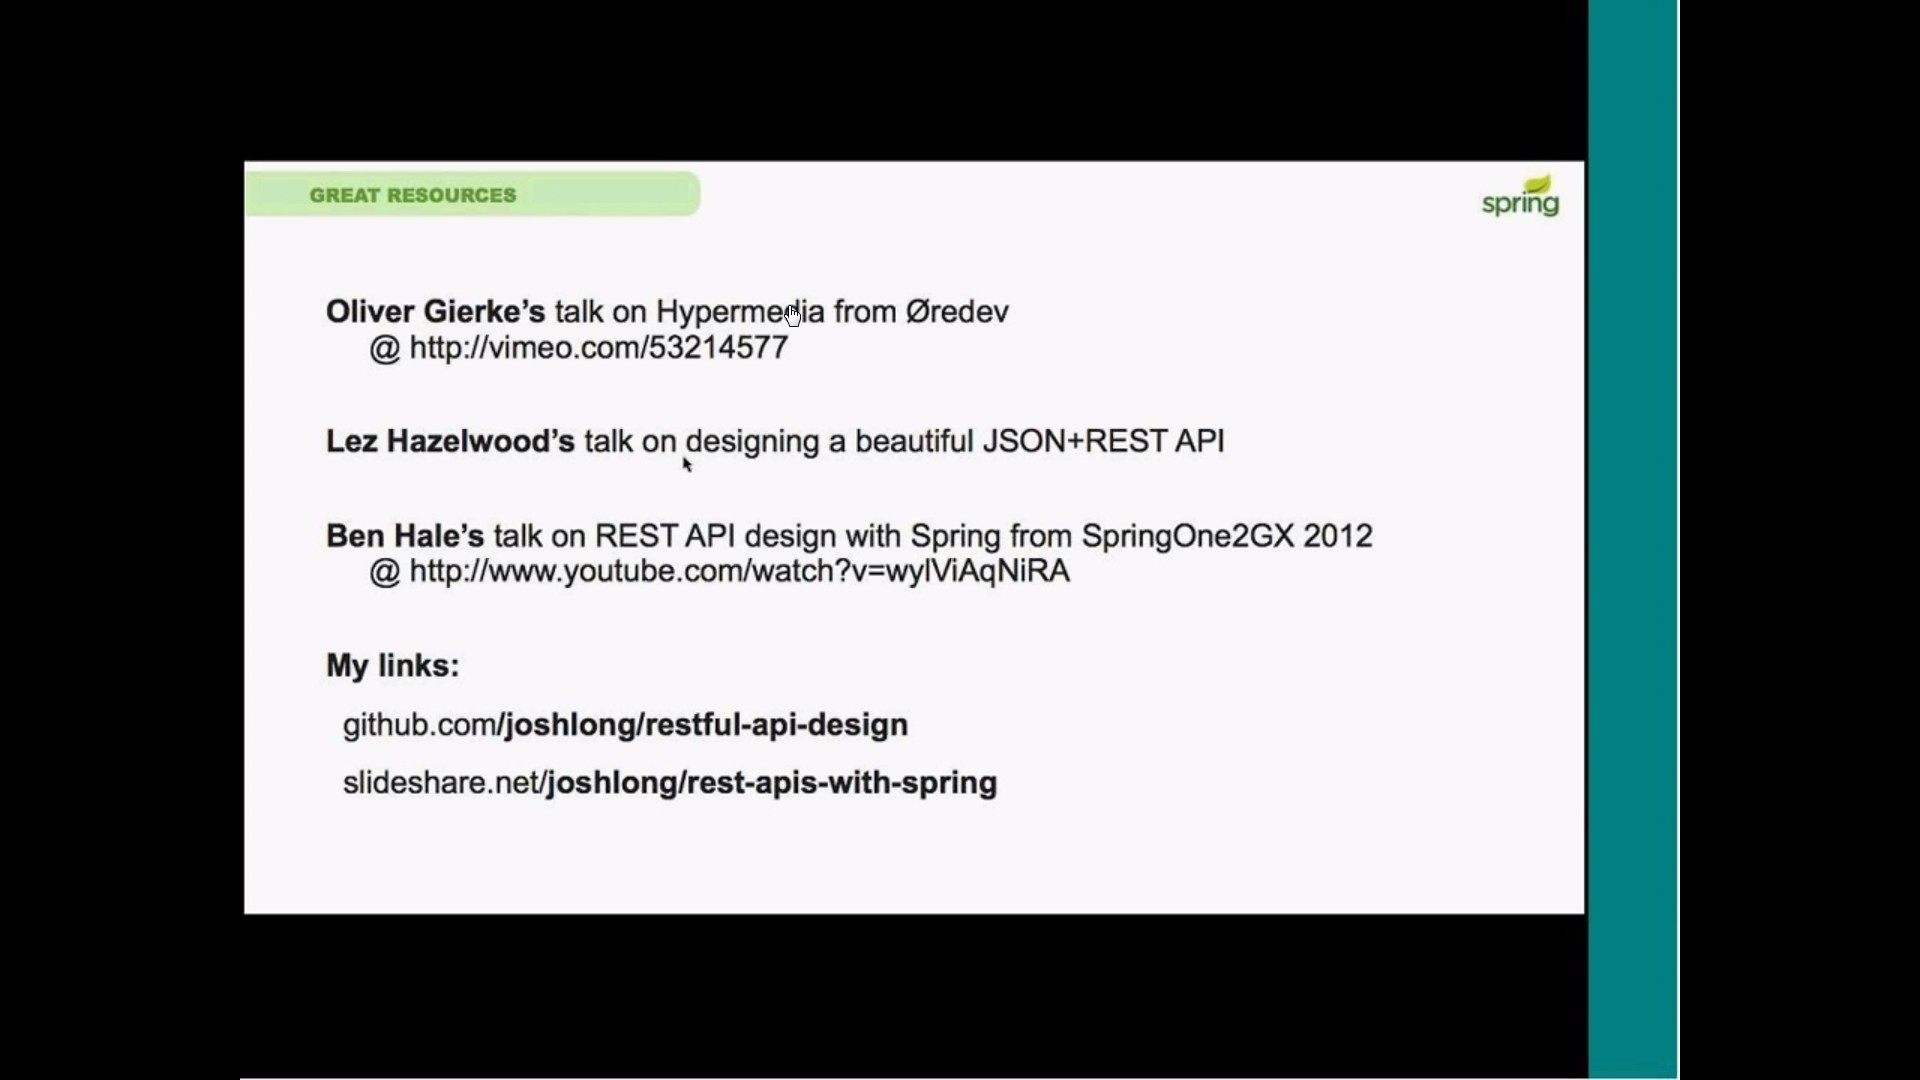 GREAT RESOURCES
spring
Oliver Gierke’s talk on Hypermedia from Øredev
@ http://vimeo.com/53214577
Lez Hazelwood’s talk on designing a beautiful JSON+REST API
Ben Hale’s talk on REST API design with Spring from SpringOne2GX 2012
@ http://www.youtube.com/watch?v=wylViAqNiRA
My links:
github.com/joshlong/restful-api-design
slideshare.net/joshlong/rest-apis-with-spring